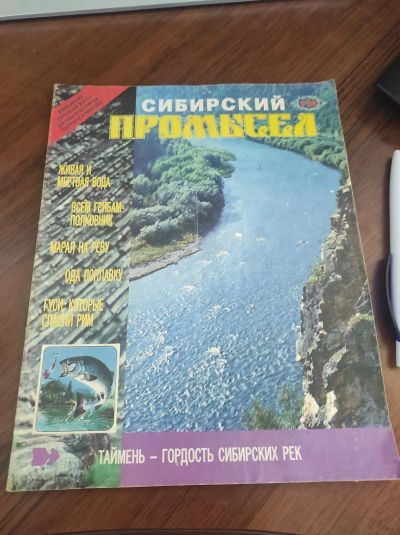 СИБИРСКИЙ
ПРОМЫСЕЛ
ЖИВАЯ И
МЕРТВАЯ ВОДА
ВСЕМ ГРИБАМ-
ПОЛКОВНИК
МАРАЛ НА РЕВУ
ОДА ПОПЛАВКУ
ГУСИ, КОТОРЫЕ
СПАСЛИ РИМ
ТАЙМЕНЬ – ГОРДОСТЬ СИБИРСКИХ РЕК